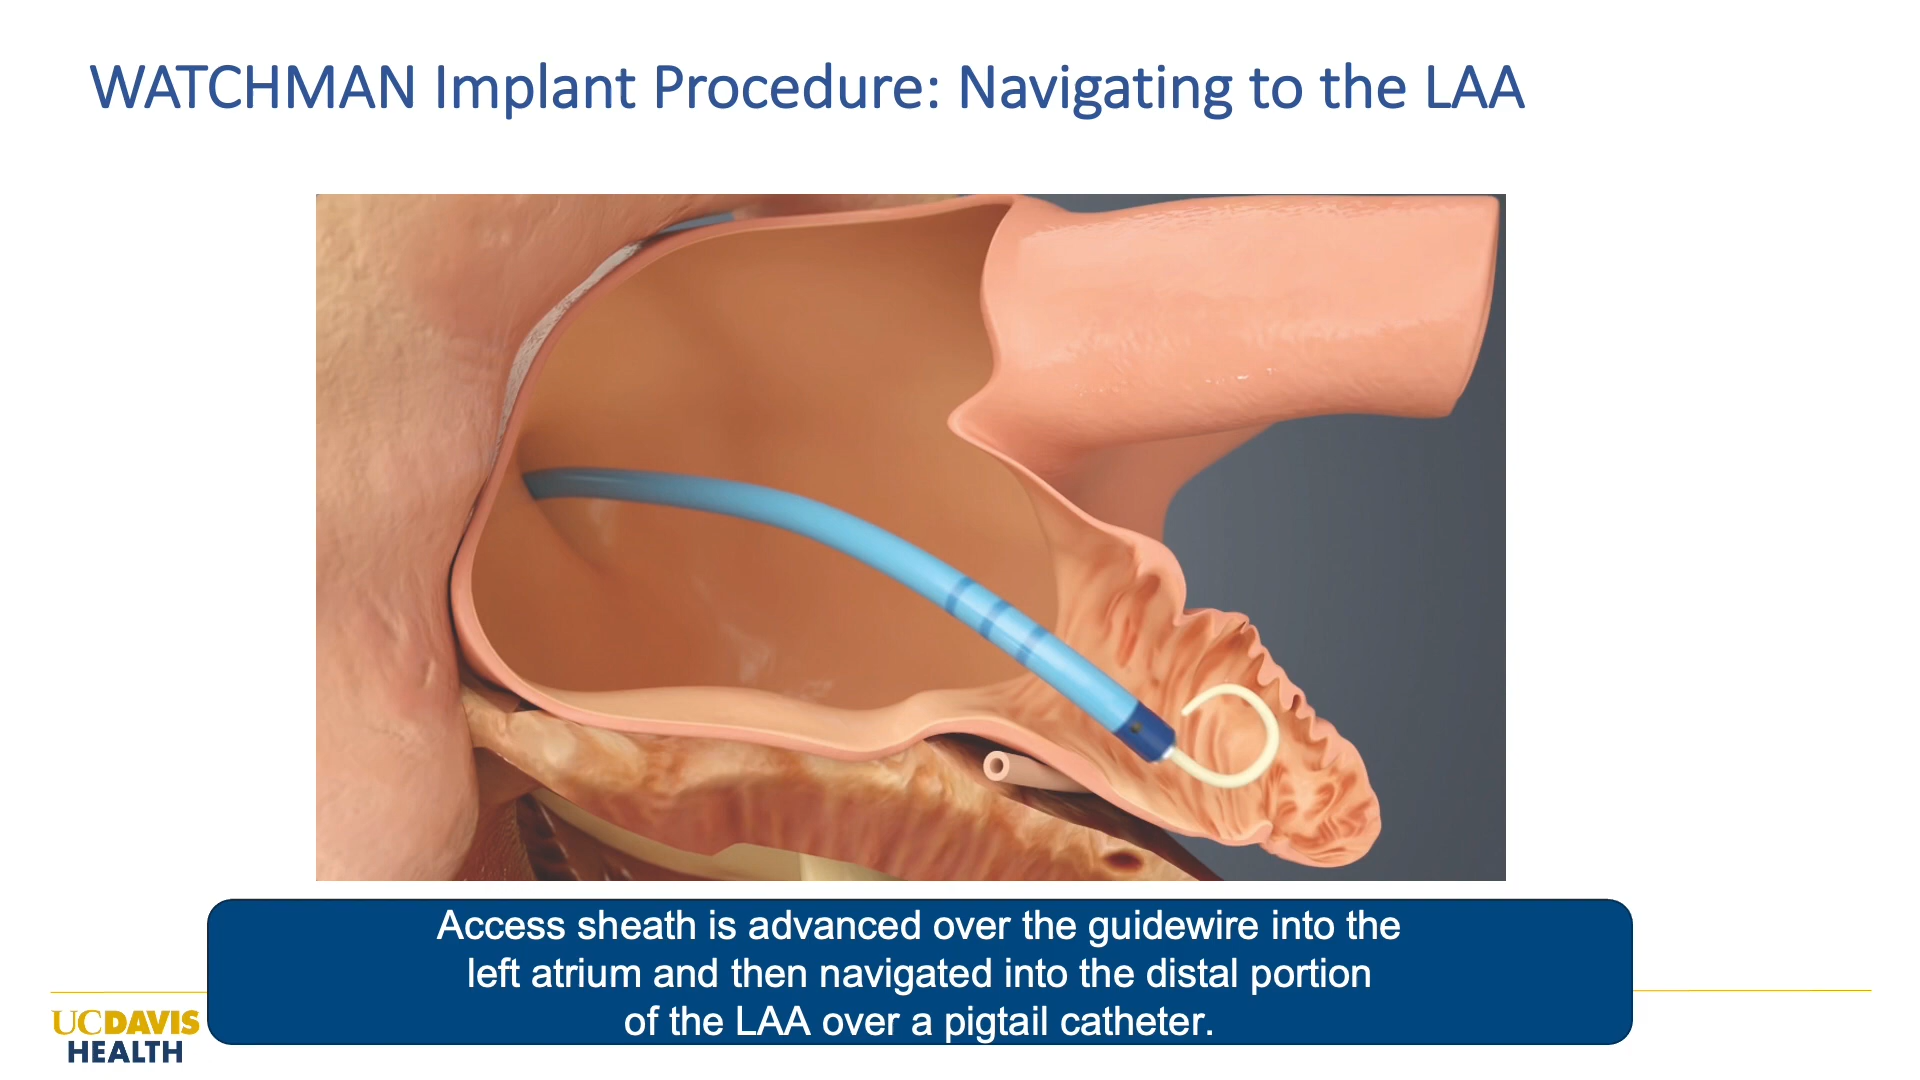 WATCHMAN Implant Procedure: Navigating to the LAA
Access sheath is advanced over the guidewire into the
left atrium and then navigated into the distal portion
of the LAA over a pigtail catheter.
UCDAVIS
HEALTH